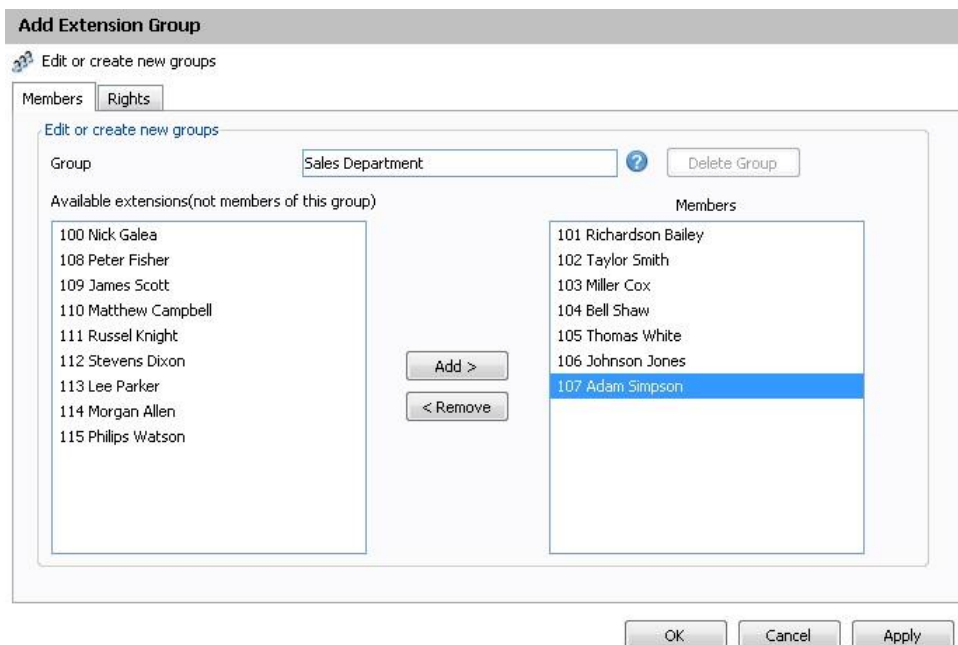 Add Extension Group
Edit or create new groups
Members
Rights
Edit or create new groups
Group
Sales Department
?
Delete Group
Available extensions(not members of this group)
100 Nick Galea
108 Peter Fisher
109 James Scott
110 Matthew Campbell
111 Russel Knight
112 Stevens Dixon
113 Lee Parker
114 Morgan Allen
115 Philips Watson
Add >
< Remove
Members
101 Richardson Bailey
102 Taylor Smith
103 Miller Cox
104 Bell Shaw
105 Thomas White
106 Johnson Jones
107 Adam Simpson
OK
Cancel
Apply